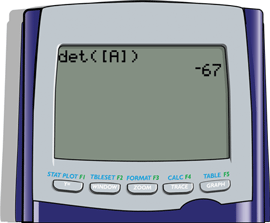 det([A])
-67
STAT PLOT F1 TBLSET F2 FORMAT F3 CALC F4 TABLE F5
Y= WINDOW ZOOM TRACE GRAPH